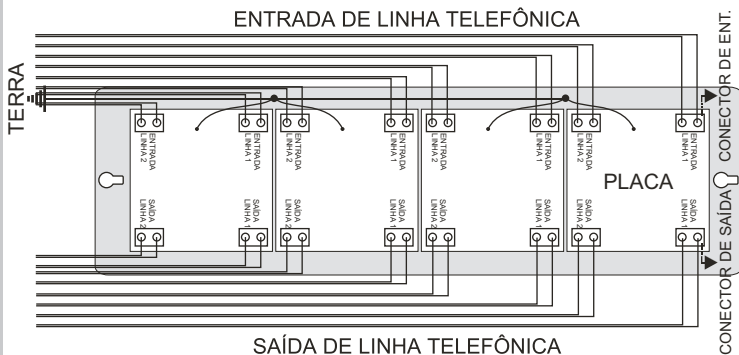 ENTRADA DE LINHA TELEFÔNICA
TERRA
CONECTOR DE ENT.
ENTRADA
LINHA 2
ENTRADA
LINHA 1
ENTRADA
LINHA 2
ENTRADA
LINHA 1
ENTRADA
LINHA 2
ENTRADA
LINHA 1
ENTRADA
LINHA 2
ENTRADA
LINHA 1
PLACA
SAÍDA
LINHA 2
SAÍDA
LINHA 1
SAÍDA
LINHA 2
SAÍDA
LINHA 1
SAÍDA
LINHA 2
SAÍDA
LINHA 1
SAÍDA
LINHA 2
SAÍDA
LINHA 1
CONECTOR DE SAÍDA
SAÍDA DE LINHA TELEFÔNICA